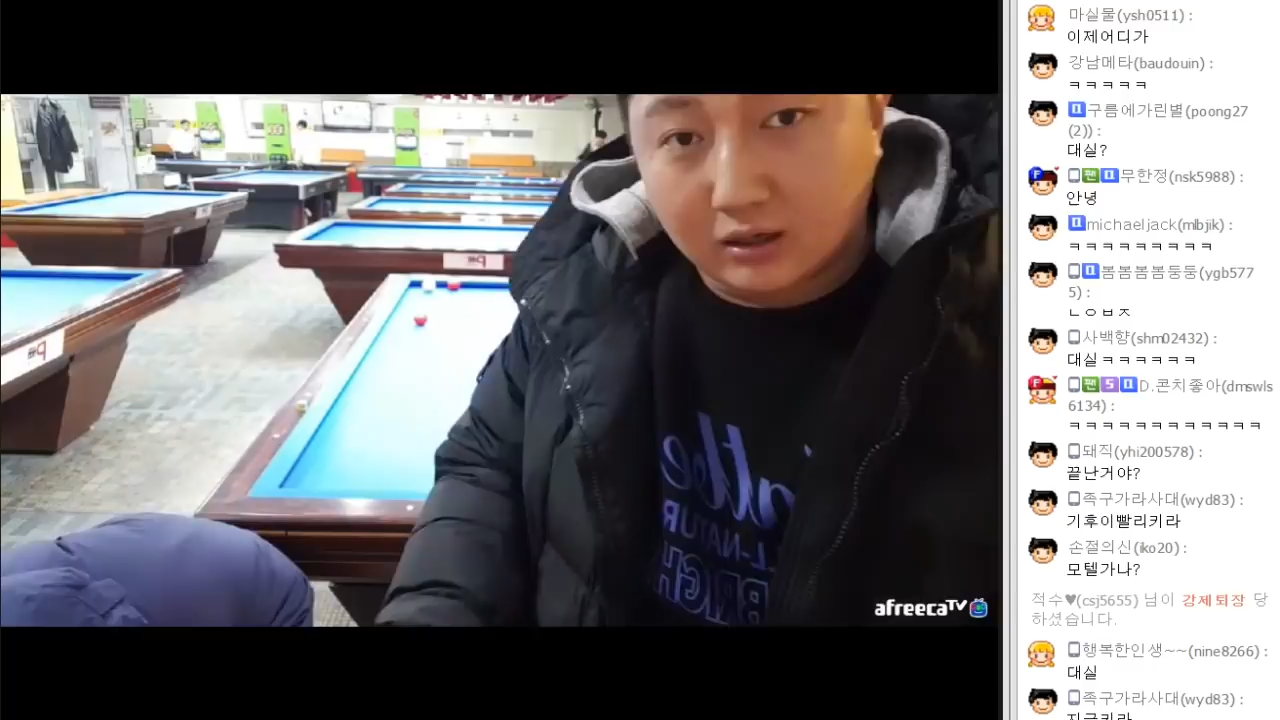 마실물(ysh0511) :
이제어디가
강남메타(baudouin) :
ㅋㅋㅋㅋㅋ
구름에가린별(poong27
(2)) :
대실?
팬 무한정(nsk5988) :
안녕
michaeljack(mlbjik) :
ㅋㅋㅋㅋㅋㅋㅋㅋㅋ
봄봄봄봄둥둥(ygb577
5) :
ㄴㅇㅂㅈ
사백향(shm02432) :
대실ㅋㅋㅋㅋㅋㅋ
팬 S D.콘치좋아(dmswls
6134) :
ㅋㅋㅋㅋㅋㅋㅋㅋㅋㅋㅋㅋ
돼직(yhi200578) :
끝난거야?
족구가라사대(wyd83) :
기후이빨리키라
손절의신(iko20) :
모텔가나?
적수♥(csj5655) 님이 강제퇴장 당
하셨습니다.
행복한인생~~(nine8266) :
대실
족구가라사대(wyd83) :
afreecaTV